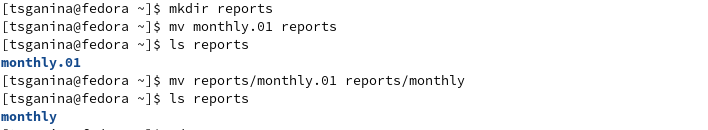 [tsganina@fedora ~]$ mkdir reports
[tsganina@fedora ~]$ mv monthly.01 reports
[tsganina@fedora ~]$ ls reports
monthly.01
[tsganina@fedora ~]$ mv reports/monthly.01 reports/monthly
[tsganina@fedora ~]$ ls reports
monthly